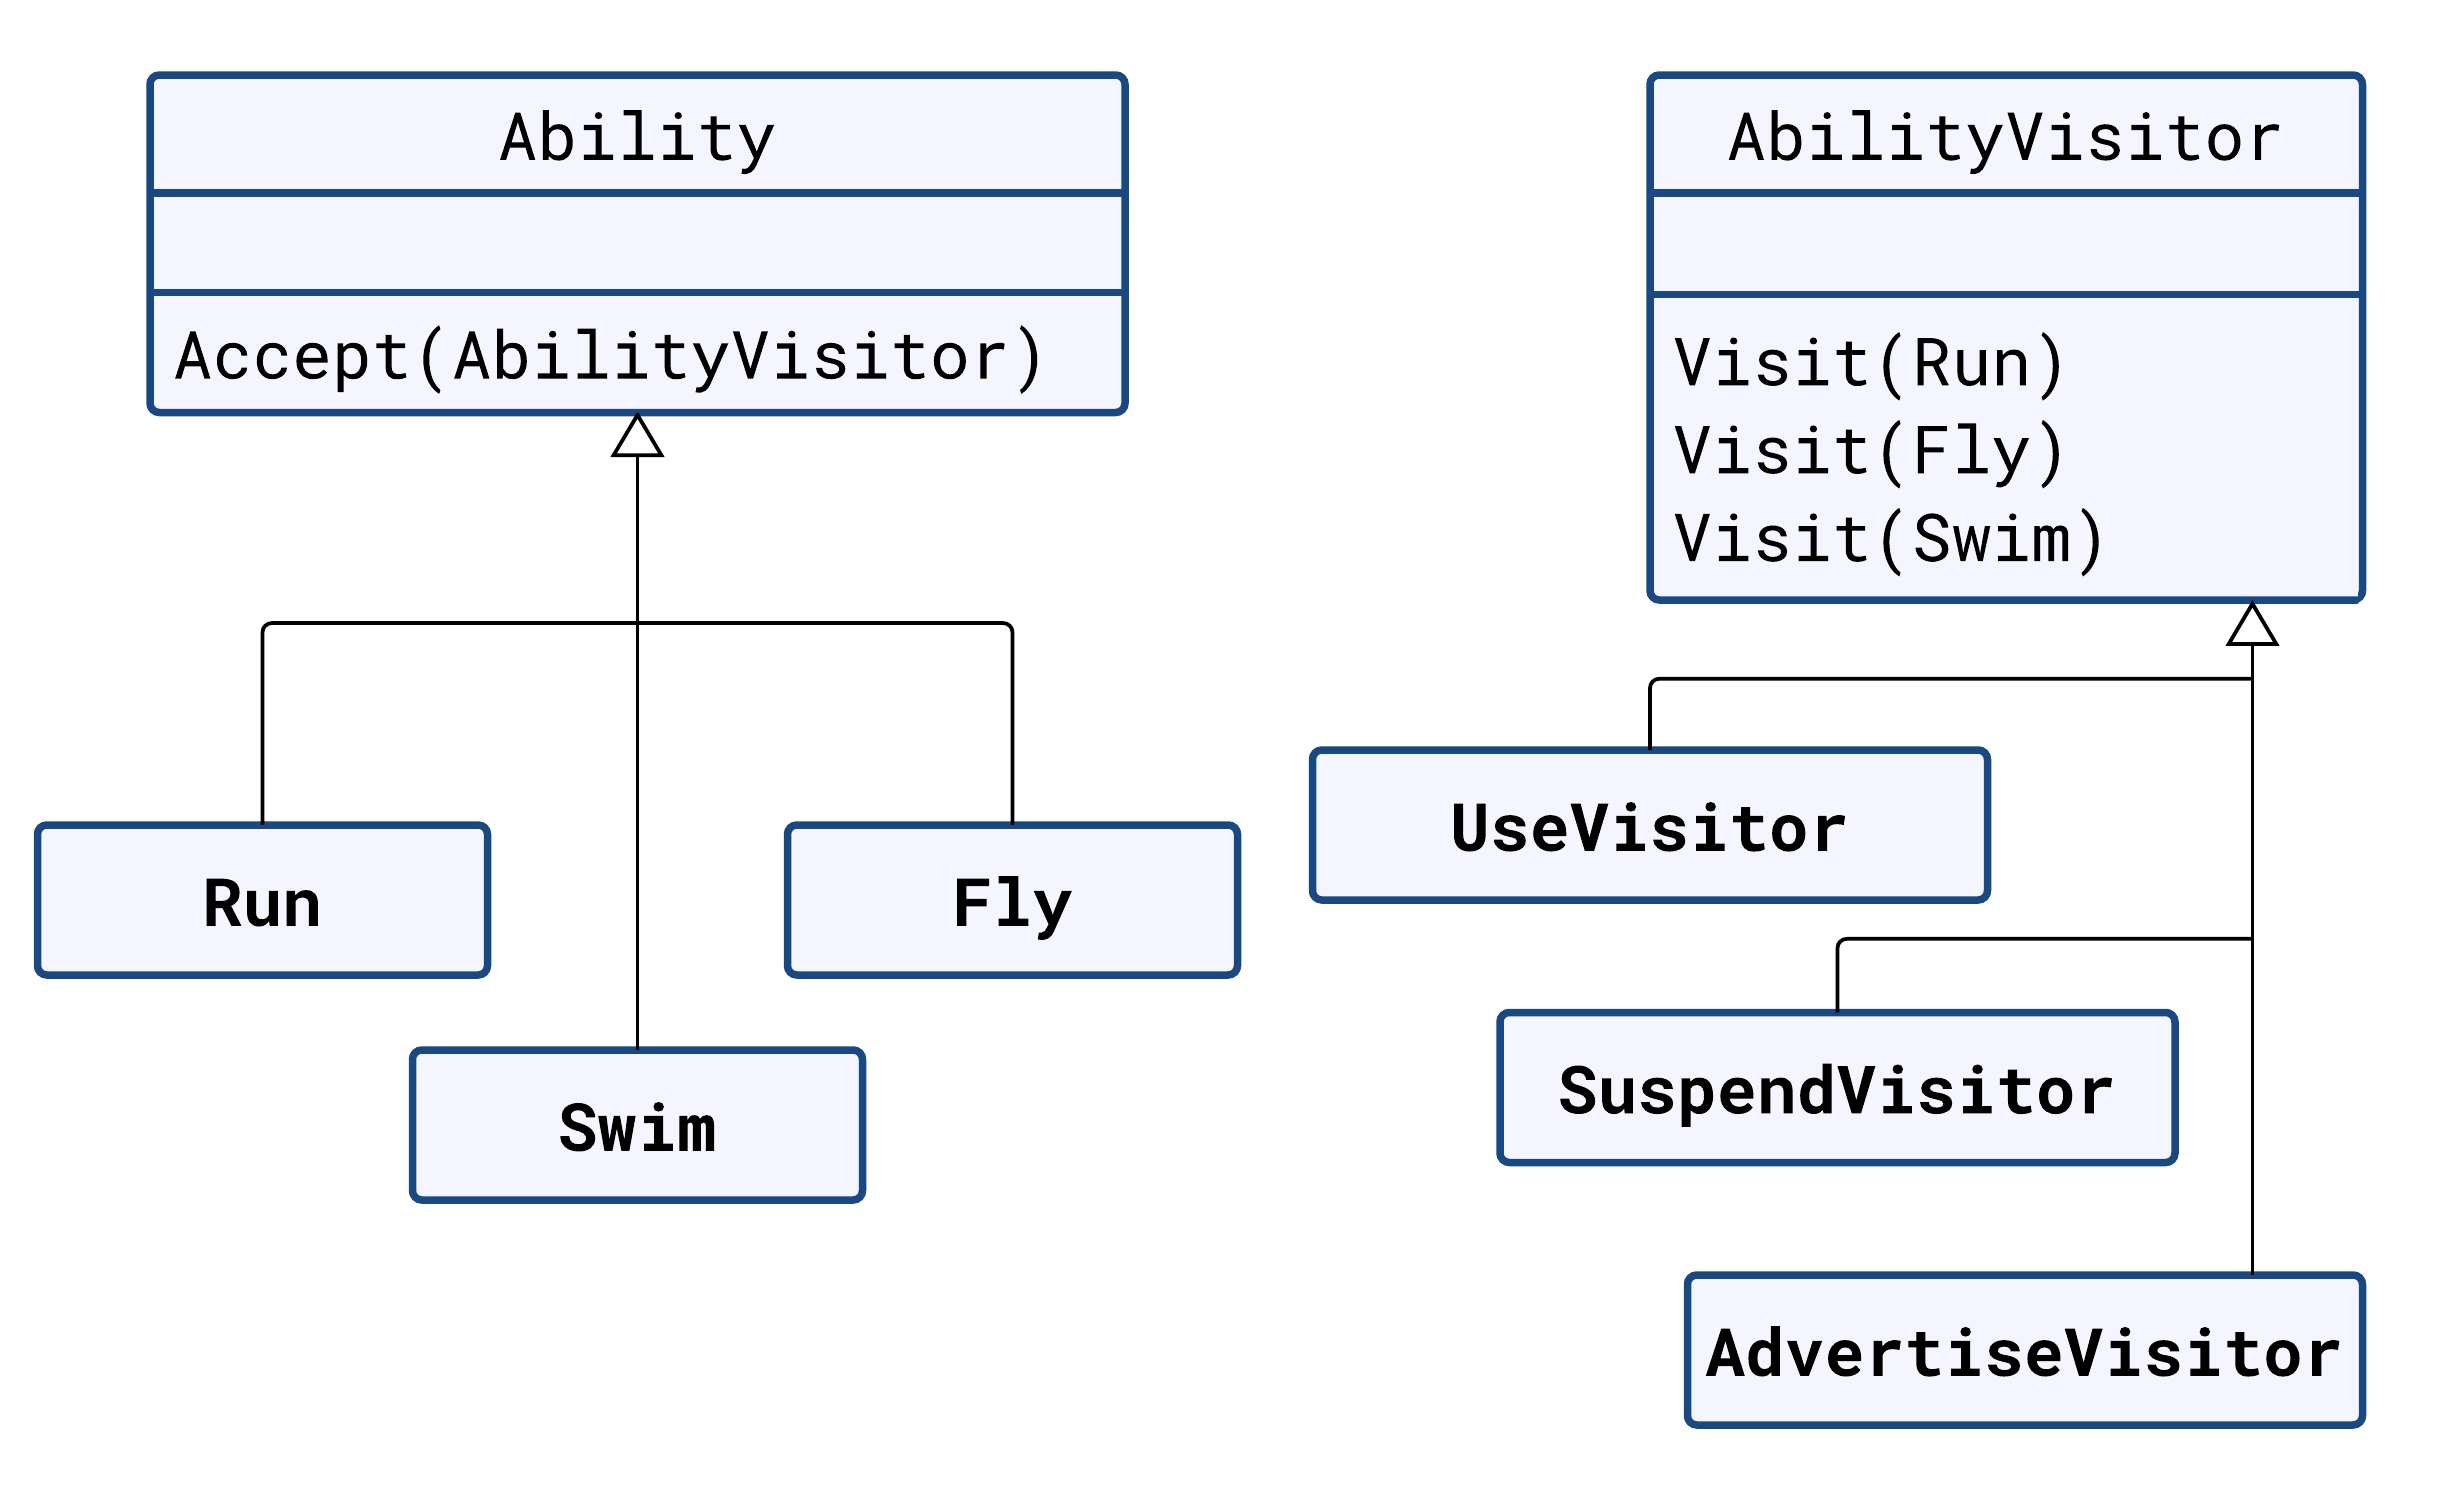 Ability
Accept(AbilityVisitor)
Run
Fly
Swim
AbilityVisitor
Visit(Run)
Visit(Fly)
Visit(Swim)
UseVisitor
SuspendVisitor
AdvertiseVisitor